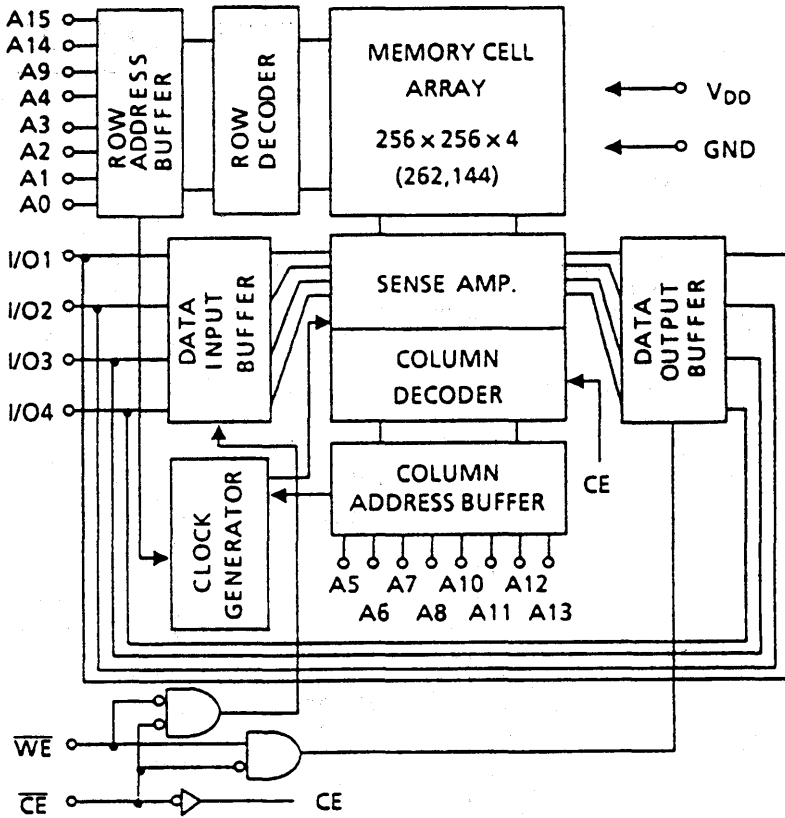 A15
A14
A9
A4
A3
A2
A1
A0
ROW
ADDRESS
BUFFER
ROW
DECODER
MEMORY CELL
ARRAY
256 x 256 x 4
(262,144)
VDD
GND
I/O1
I/O2
I/O3
I/O4
DATA
INPUT
BUFFER
SENSE AMP.
COLUMN
DECODER
DATA
OUTPUT
BUFFER
CE
CLOCK
GENERATOR
COLUMN
ADDRESS BUFFER
A5 A7 A10 A12
A6 A8 A11 A13
W̅E̅
C̅E̅
CE